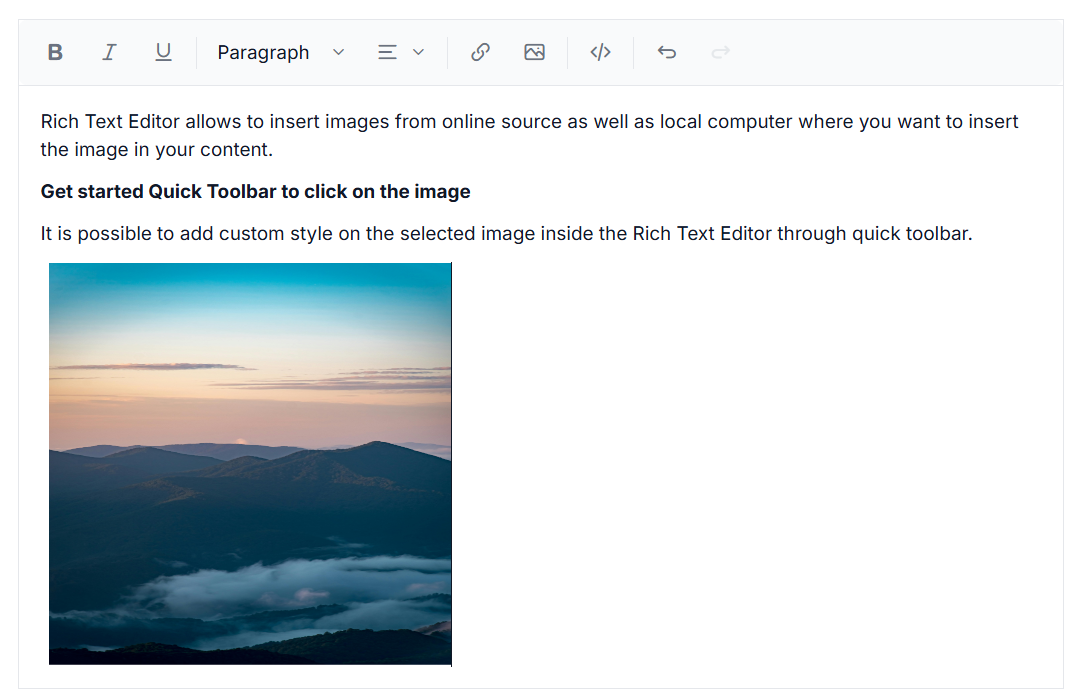 B I U Paragraph
Rich Text Editor allows to insert images from online source as well as local computer where you want to insert
the image in your content.
Get started Quick Toolbar to click on the image
It is possible to add custom style on the selected image inside the Rich Text Editor through quick toolbar.